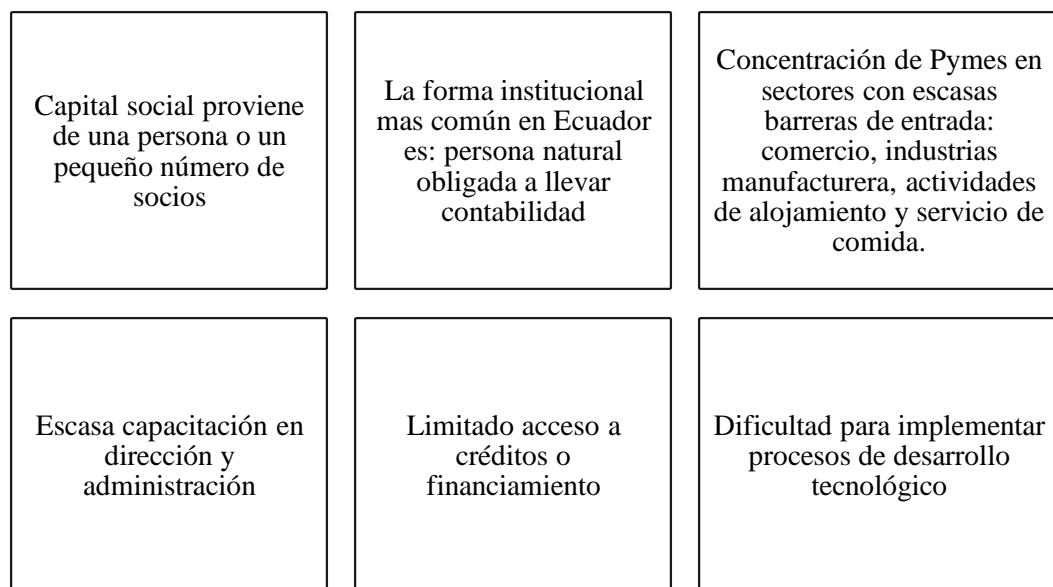 Capital social proviene
de una persona o un
pequeño número de
socios
La forma institucional
mas común en Ecuador
es: persona natural
obligada a llevar
contabilidad
Concentración de Pymes en
sectores con escasas
barreras de entrada:
comercio, industrias
manufacturera, actividades
de alojamiento y servicio de
comida.
Escasa capacitación en
dirección y
administración
Limitado acceso a
créditos o
financiamiento
Dificultad para implementar
procesos de desarrollo
tecnológico